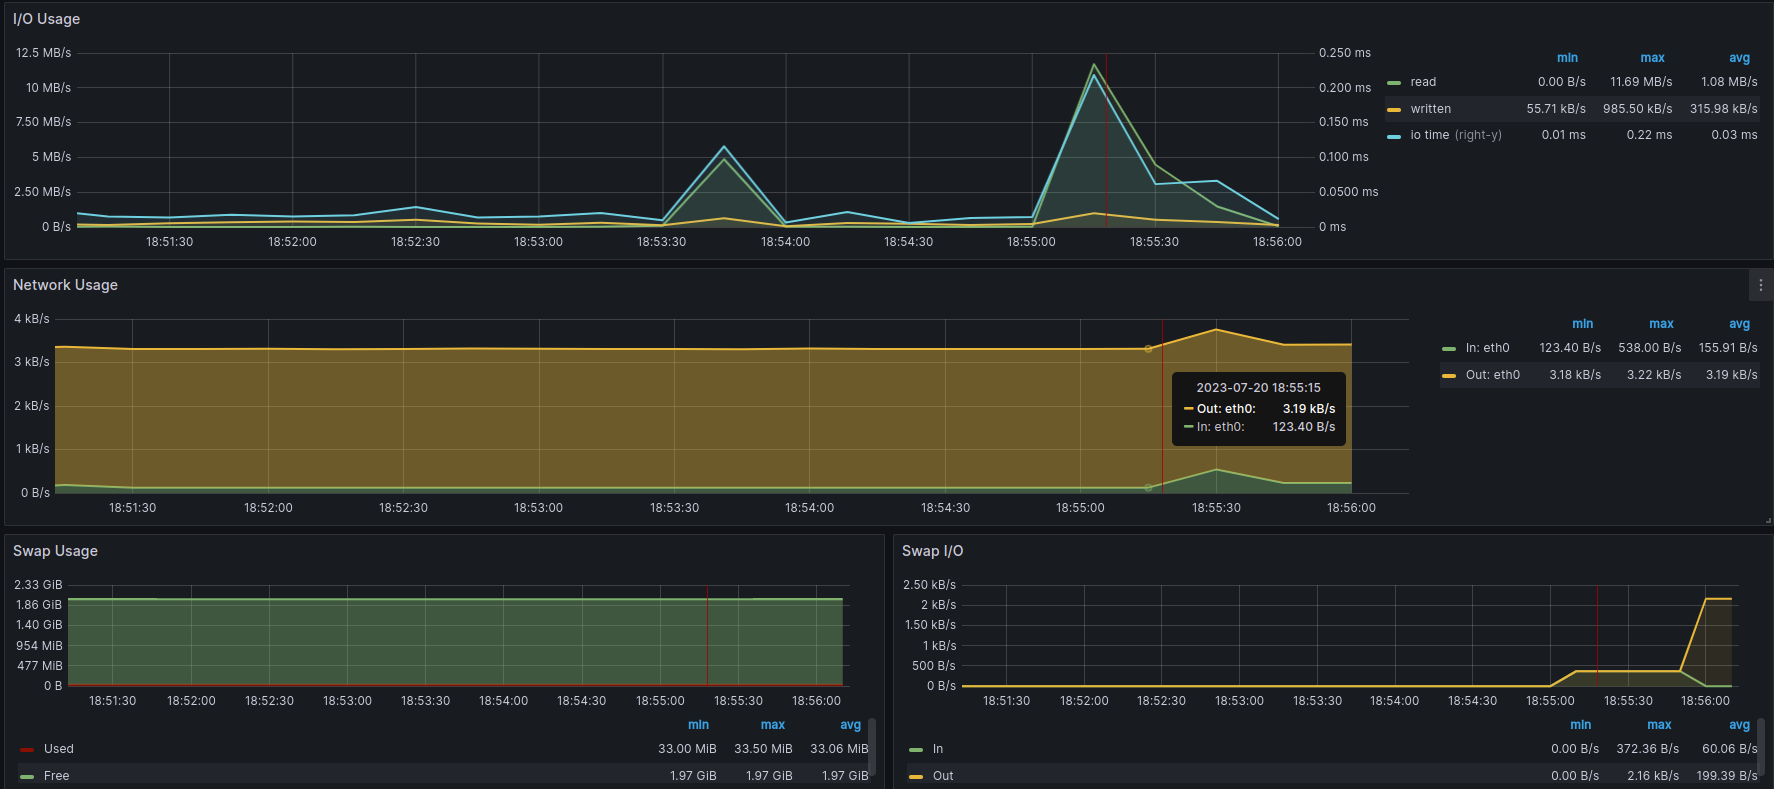 I/O Usage
12.5 MB/s
10 MB/s
7.50 MB/s
5 MB/s
2.50 MB/s
0 B/s
0.250 ms
0.200 ms
0.150 ms
0.100 ms
0.0500 ms
0 ms
18:51:30 18:52:00 18:52:30 18:53:00 18:53:30 18:54:00 18:54:30 18:55:00 18:55:30 18:56:00
min max avg
read 0.00 B/s 11.69 MB/s 1.08 MB/s
written 55.71 kB/s 985.50 kB/s 315.98 kB/s
io time (right-y) 0.01 ms 0.22 ms 0.03 ms
Network Usage
4 kB/s
3 kB/s
2 kB/s
1 kB/s
0 B/s
18:51:30 18:52:00 18:52:30 18:53:00 18:53:30 18:54:00 18:54:30 18:55:00 18:55:30 18:56:00
2023-07-20 18:55:15
Out: eth0: 3.19 kB/s
In: eth0: 123.40 B/s
min max avg
In: eth0 123.40 B/s 538.00 B/s 155.91 B/s
Out: eth0 3.18 kB/s 3.22 kB/s 3.19 kB/s
Swap Usage
2.33 GiB
1.86 GiB
1.40 GiB
954 MiB
477 MiB
0 B
18:51:30 18:52:00 18:52:30 18:53:00 18:53:30 18:54:00 18:54:30 18:55:00 18:55:30 18:56:00
min max avg
Used 33.00 MiB 33.50 MiB 33.06 MiB
Free 1.97 GiB 1.97 GiB 1.97 GiB
Swap I/O
2.50 kB/s
2 kB/s
1.50 kB/s
1 kB/s
500 B/s
0 B/s
18:51:30 18:52:00 18:52:30 18:53:00 18:53:30 18:54:00 18:54:30 18:55:00 18:55:30 18:56:00
min max avg
In 0.00 B/s 372.36 B/s 60.06 B/s
Out 0.00 B/s 2.16 kB/s 199.39 B/s